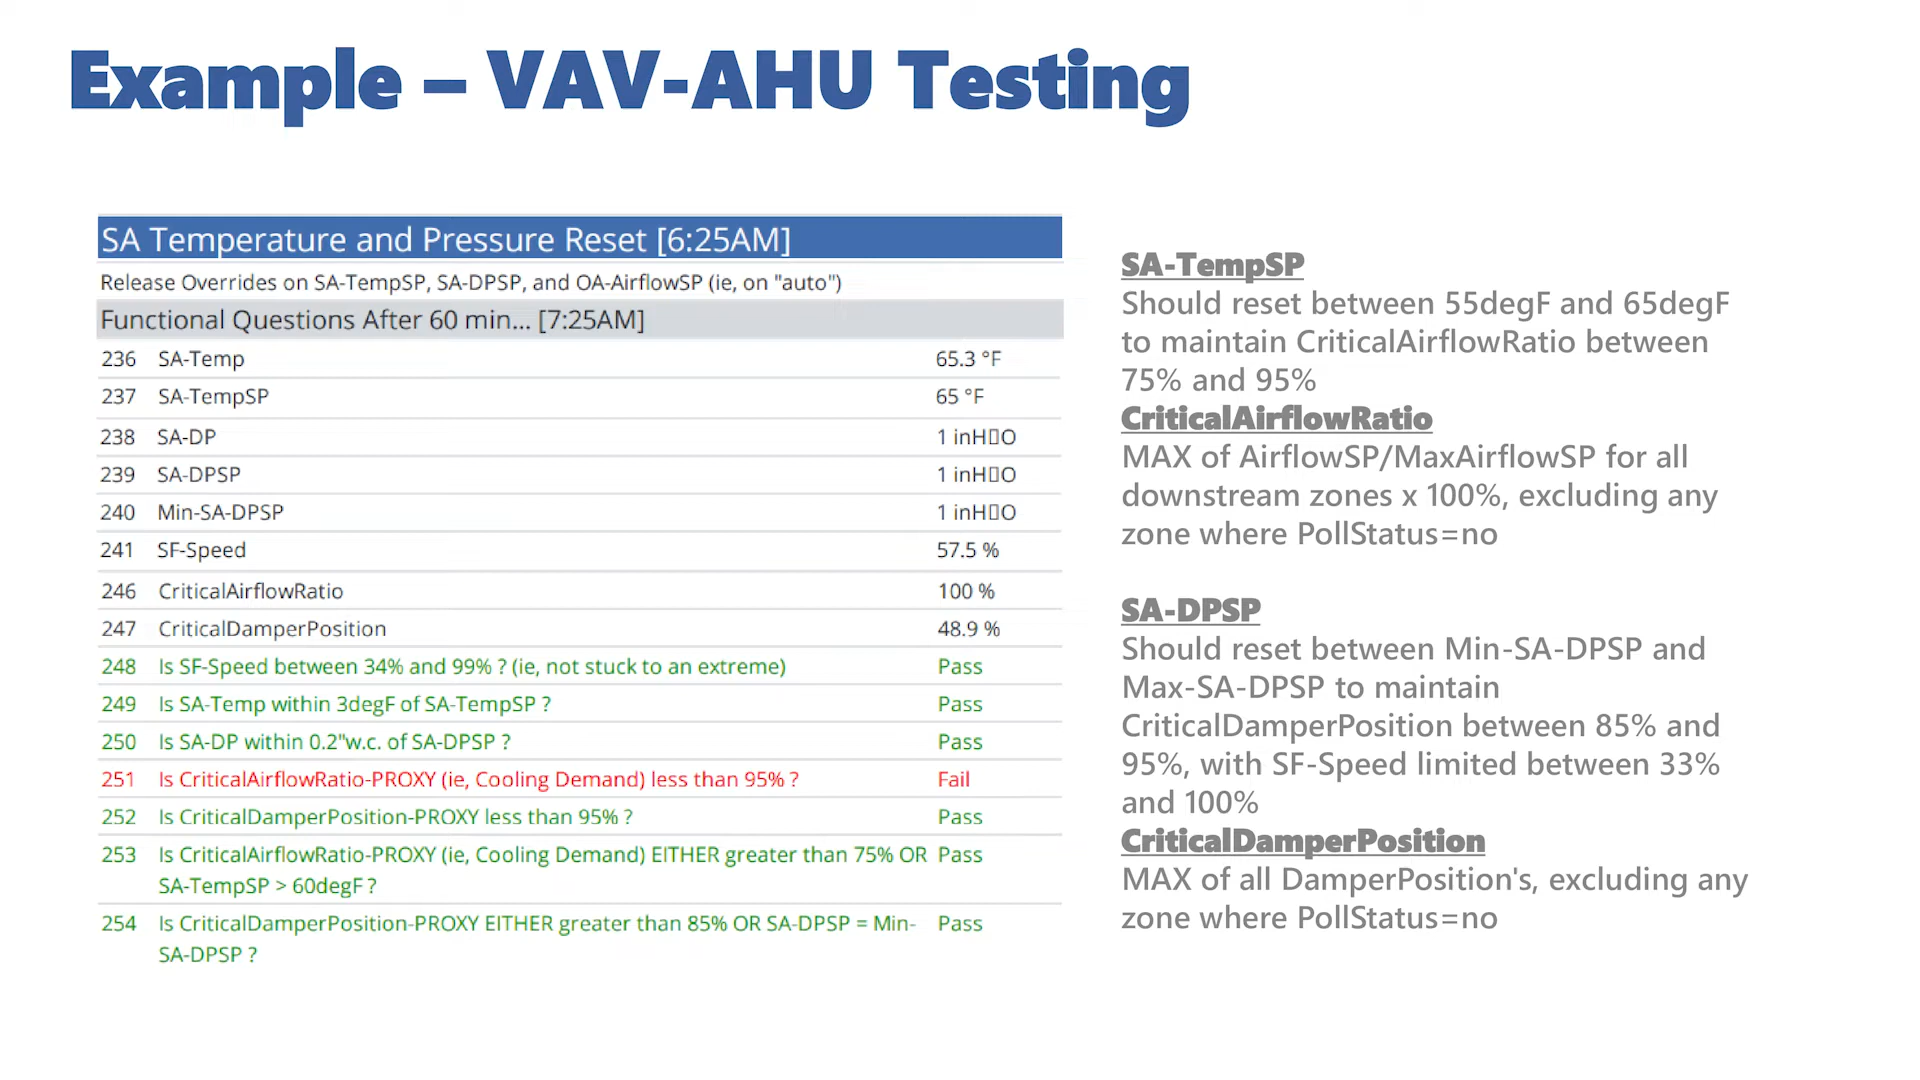 Example – VAV-AHU Testing
SA Temperature and Pressure Reset [6:25AM]
Release Overrides on SA-TempSP, SA-DPSP, and OA-AirflowSP (ie, on "auto")
Functional Questions After 60 min... [7:25AM]
236 SA-Temp 65.3 °F
237 SA-TempSP 65 °F
238 SA-DP 1 inH▯O
239 SA-DPSP 1 inH▯O
240 Min-SA-DPSP 1 inH▯O
241 SF-Speed 57.5 %
246 CriticalAirflowRatio 100 %
247 CriticalDamperPosition 48.9 %
248 Is SF-Speed between 34% and 99% ? (ie, not stuck to an extreme) Pass
249 Is SA-Temp within 3degF of SA-TempSP ? Pass
250 Is SA-DP within 0.2"w.c. of SA-DPSP ? Pass
251 Is CriticalAirflowRatio-PROXY (ie, Cooling Demand) less than 95% ? Fail
252 Is CriticalDamperPosition-PROXY less than 95% ? Pass
253 Is CriticalAirflowRatio-PROXY (ie, Cooling Demand) EITHER greater than 75% OR Pass
SA-TempSP > 60degF ?
254 Is CriticalDamperPosition-PROXY EITHER greater than 85% OR SA-DPSP = Min- Pass
SA-DPSP ?
SA-TempSP
Should reset between 55degF and 65degF
to maintain CriticalAirflowRatio between
75% and 95%
CriticalAirflowRatio
MAX of AirflowSP/MaxAirflowSP for all
downstream zones x 100%, excluding any
zone where PollStatus=no
SA-DPSP
Should reset between Min-SA-DPSP and
Max-SA-DPSP to maintain
CriticalDamperPosition between 85% and
95%, with SF-Speed limited between 33%
and 100%
CriticalDamperPosition
MAX of all DamperPosition's, excluding any
zone where PollStatus=no